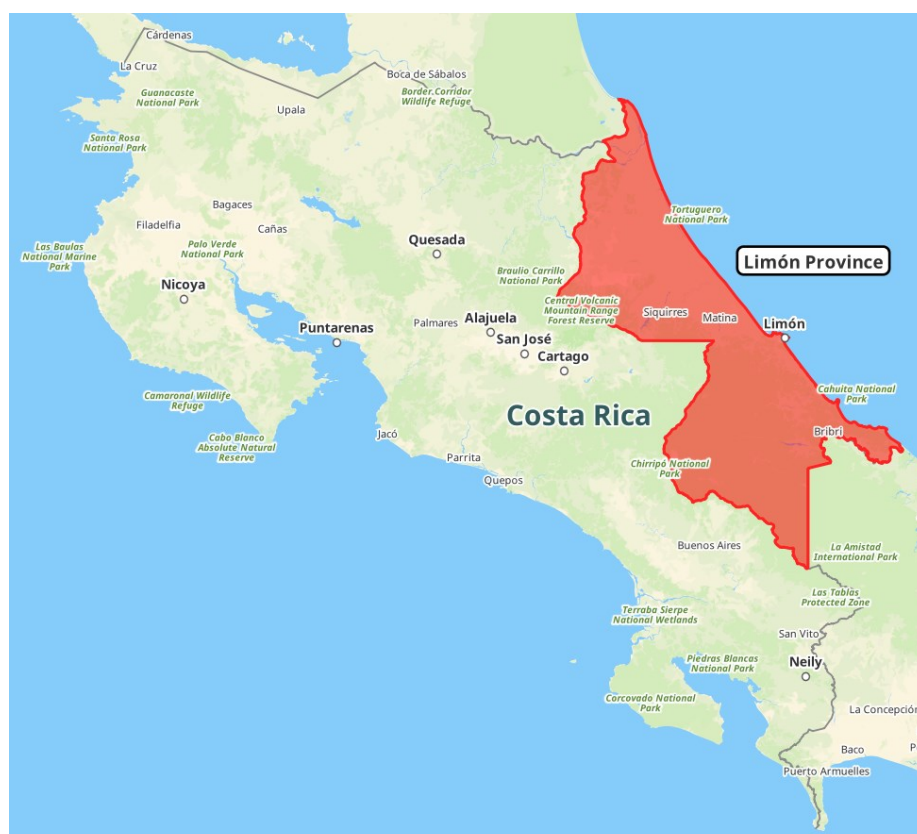 Cárdenas
La Cruz
Boca de Sábalos
Guanacaste
National Park
Border Corridor
Wildlife Refuge
Upala
Santa Rosa
National Park
Tortuguero
National Park
Bagaces
Filadelfia
Cañas
Las Baulas
National Marine
Park
Palo Verde
National Park
Quesada
Limón Province
Braulio Carrillo
National Park
Nicoya
Central Volcanic
Mountain Range
Forest Reserve
Siquirres
Matina
Limón
Puntarenas
Palmares
Alajuela
San José
Cartago
Camaronal Wildlife
Refuge
Cahuita National
Park
Costa Rica
Cabo Blanco
Absolute Natural
Reserve
Jacó
Bribrí
Parrita
Chirripó National
Park
Quepos
Buenos Aires
La Amistad
International Park
Las Tablas
Protected Zone
Terraba Sierpe
National Wetlands
San Vito
Piedras Blancas
National Park
Neily
Corcovado National
Park
La Concepción
Baco
Puerto Armuelles